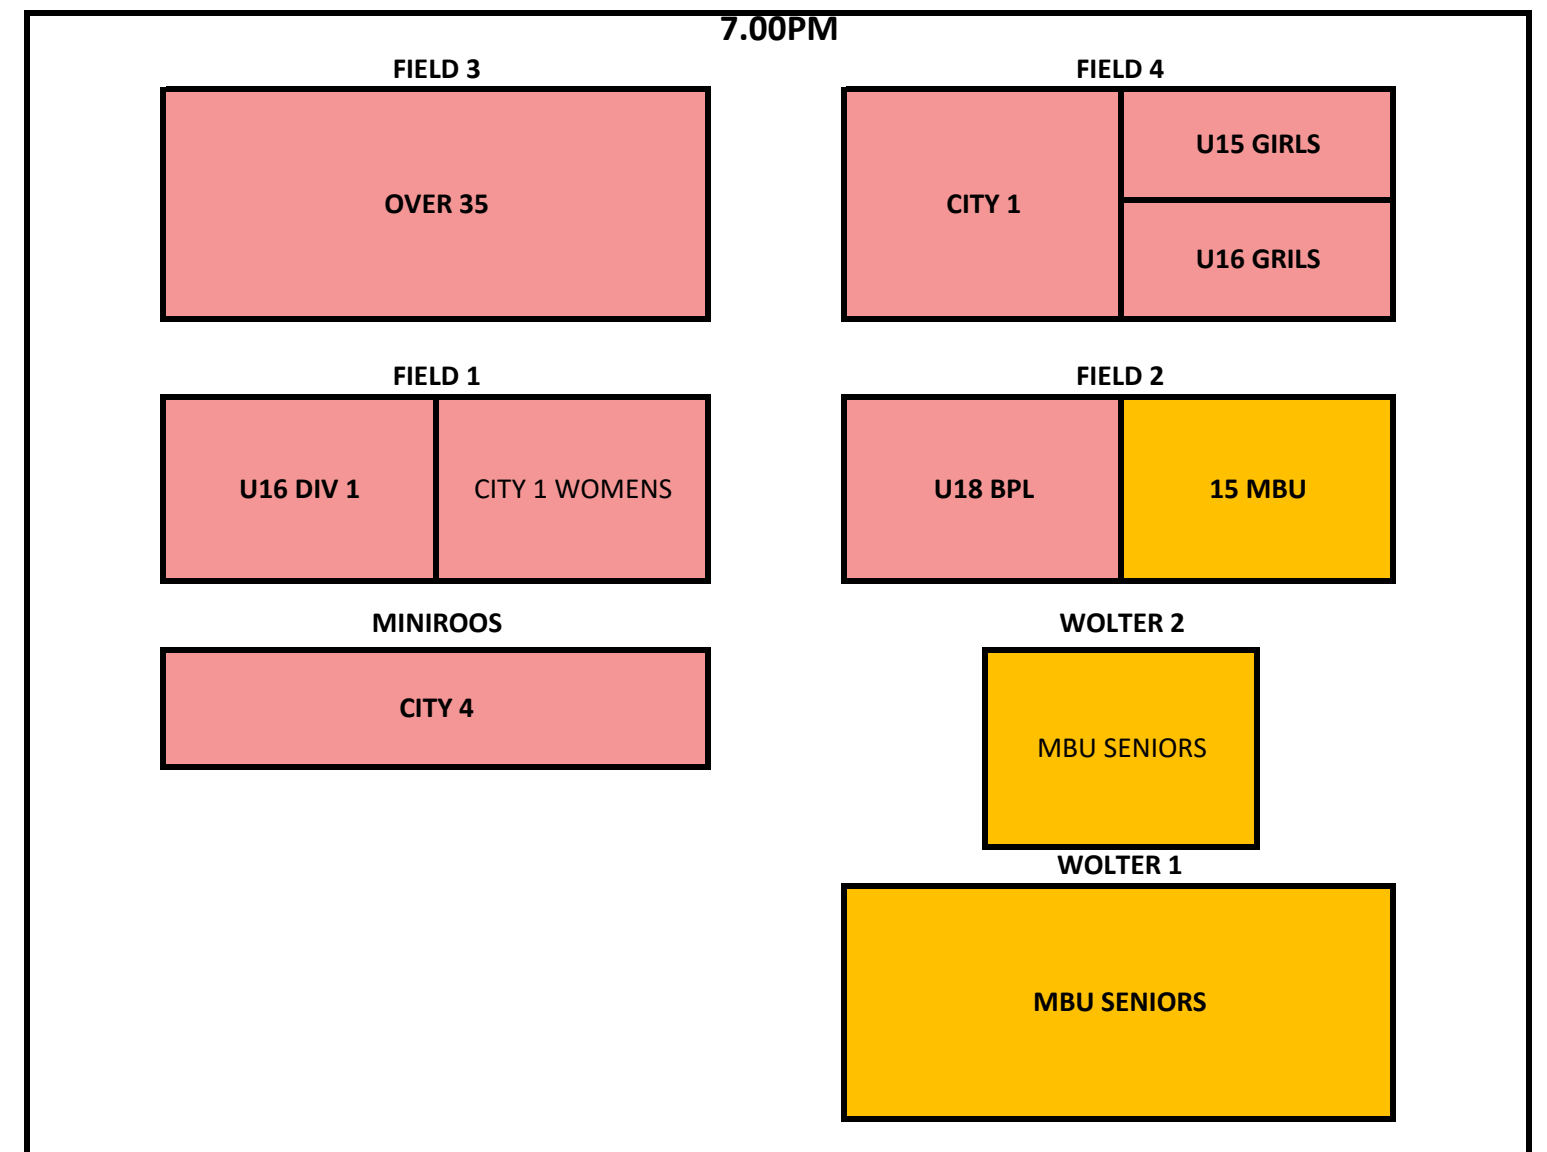 7.00PM
FIELD 3
FIELD 4
OVER 35
CITY 1
U15 GIRLS
U16 GRILS
FIELD 1
FIELD 2
U16 DIV 1
CITY 1 WOMENS
U18 BPL
15 MBU
MINIROOS
WOLTER 2
CITY 4
MBU SENIORS
WOLTER 1
MBU SENIORS